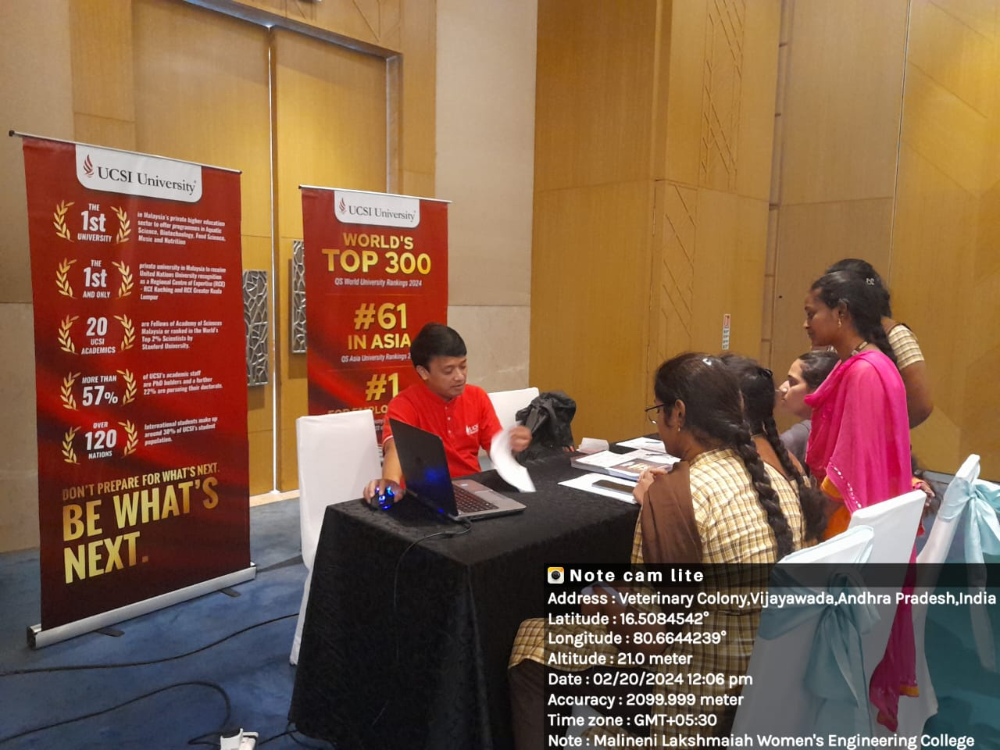 UCSI University
THE
1st
UNIVERSITY
in Malaysia's private higher education
sector to offer programmes in Aquatic
Science, Biotechnology, Food Science,
Music and Nutrition
THE
1st
AND ONLY
private university in Malaysia to receive
United Nations University recognition
as a Regional Centre of Expertise (RCE)
- RCE Kuching and RCE Greater Kuala
Lumpur
20
UCSI
ACADEMICS
are Fellows of Academy of Sciences
Malaysia or ranked in the World's
Top 2% Scientists by
Stanford University.
MORE THAN
57%
of UCSI's academic staff
are PhD holders and a further
22% are pursuing their doctorate.
OVER
120
NATIONS
International students make up
around 30% of UCSI's student
population.
DON'T PREPARE FOR WHAT'S NEXT.
BE WHAT'S
NEXT.
UCSI University
WORLD'S
TOP 300
QS World University Rankings 2024
#61
IN ASIA
QS Asia University Rankings
#1
UCSI
Note cam lite
Address : Veterinary Colony,Vijayawada,Andhra Pradesh,India
Latitude : 16.5084542°
Longitude : 80.6644239°
Altitude : 21.0 meter
Date : 02/20/2024 12:06 pm
Accuracy : 2099.999 meter
Time zone : GMT+05:30
Note : Malineni Lakshmaiah Women's Engineering College